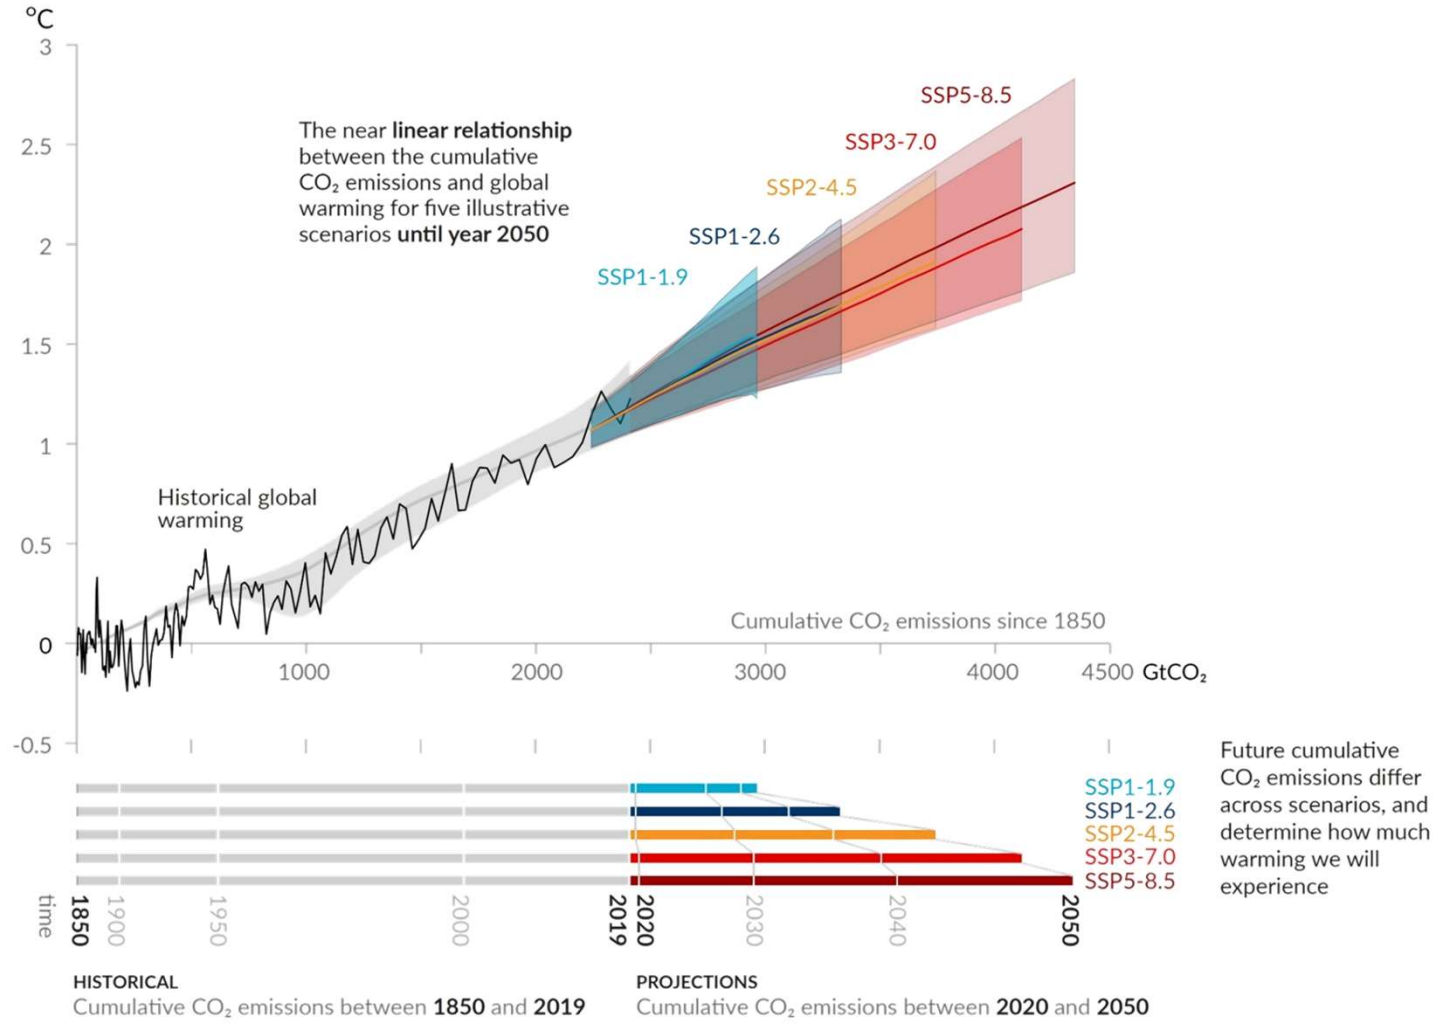 ºC
3
2.5
2
1.5
1
0.5
0
-0.5
The near linear relationship
between the cumulative
CO₂ emissions and global
warming for five illustrative
scenarios until year 2050
SSP5-8.5
SSP3-7.0
SSP2-4.5
SSP1-2.6
SSP1-1.9
Historical global
warming
Cumulative CO₂ emissions since 1850
1000
2000
3000
4000
4500
GtCO₂
SSP1-1.9
SSP1-2.6
SSP2-4.5
SSP3-7.0
SSP5-8.5
Future cumulative
CO₂ emissions differ
across scenarios, and
determine how much
warming we will
experience
time
1850
1900
1950
2000
2019
2020
2030
2040
2050
HISTORICAL
Cumulative CO₂ emissions between 1850 and 2019
PROJECTIONS
Cumulative CO₂ emissions between 2020 and 2050